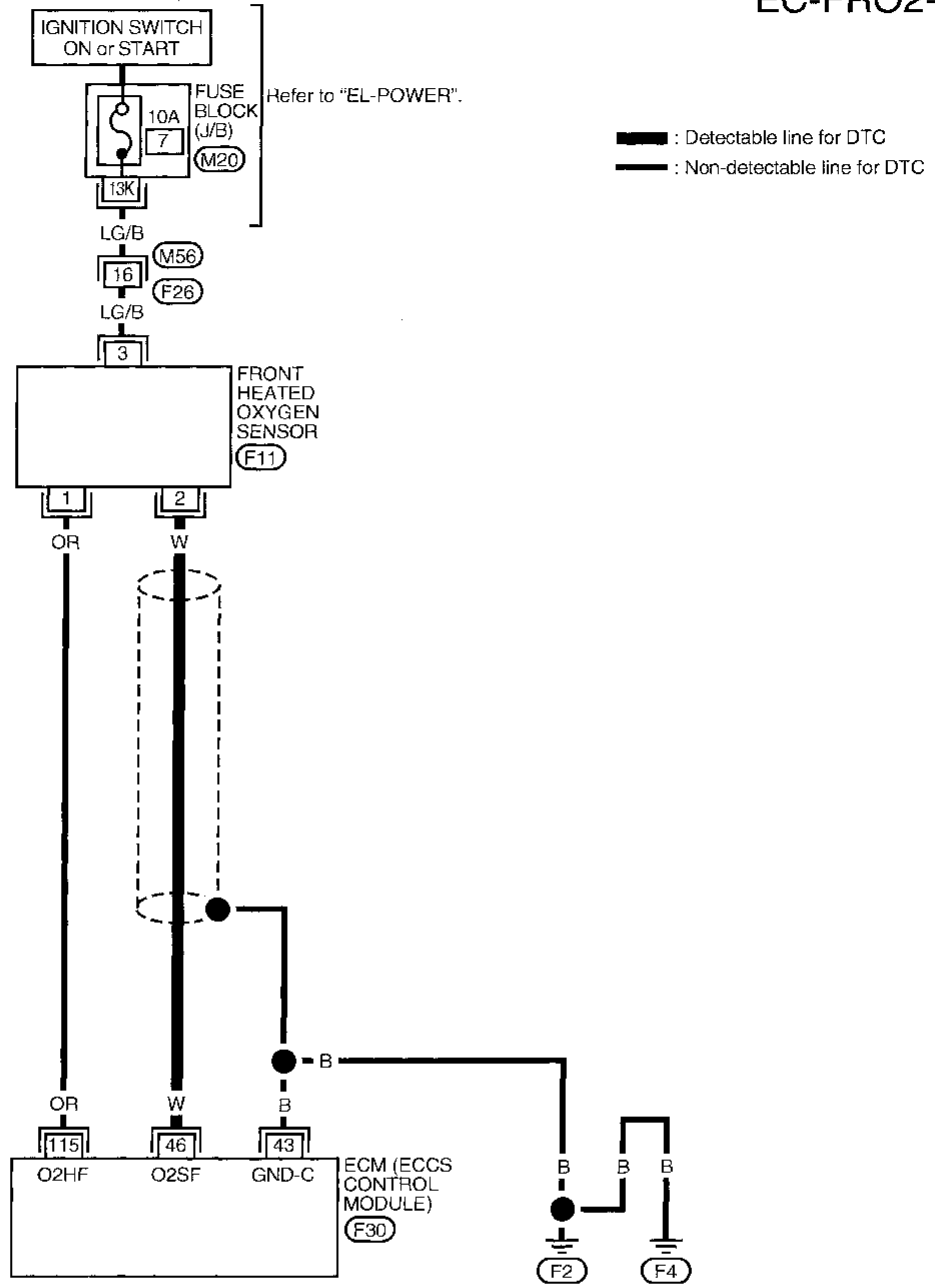 EC-FRO2-
IGNITION SWITCH
ON or START
FUSE
BLOCK
(J/B)
M20
10A
7
Refer to "EL-POWER".
: Detectable line for DTC
: Non-detectable line for DTC
13K
LG/B
M56
16
F26
LG/B
3
FRONT
HEATED
OXYGEN
SENSOR
F11
1
2
OR
W
B
OR
W
B
115
46
43
O2HF
O2SF
GND-C
ECM (ECCS
CONTROL
MODULE)
F30
B
B
B
F2
F4